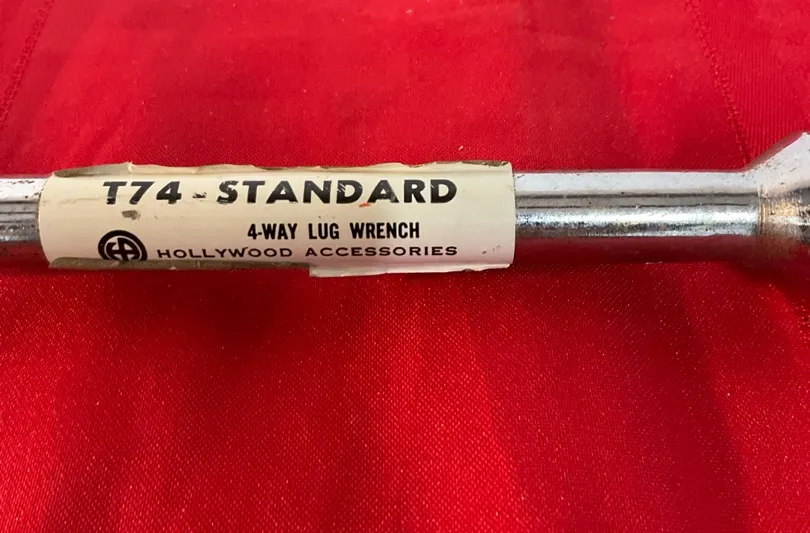 T74 - STANDARD
4-WAY LUG WRENCH
HOLLYWOOD ACCESSORIES